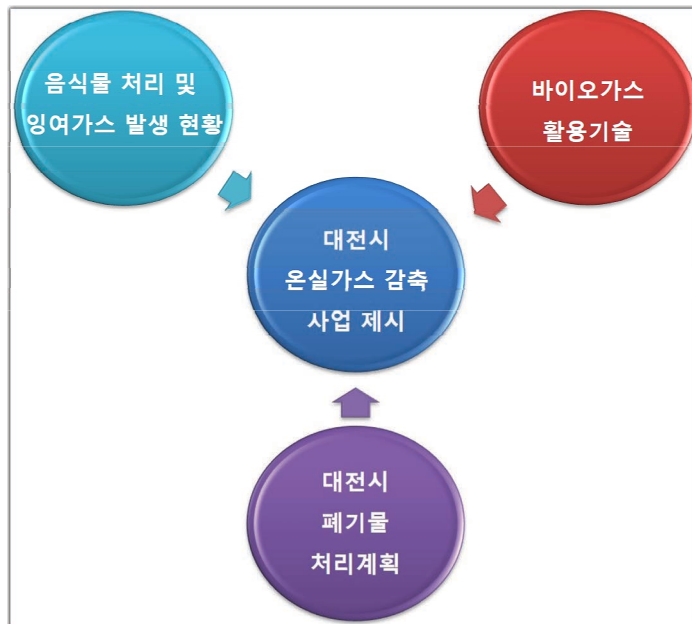 음식물 처리 및
잉여가스 발생 현황
바이오가스
활용기술
대전시
온실가스 감축
사업 제시
대전시
폐기물
처리계획